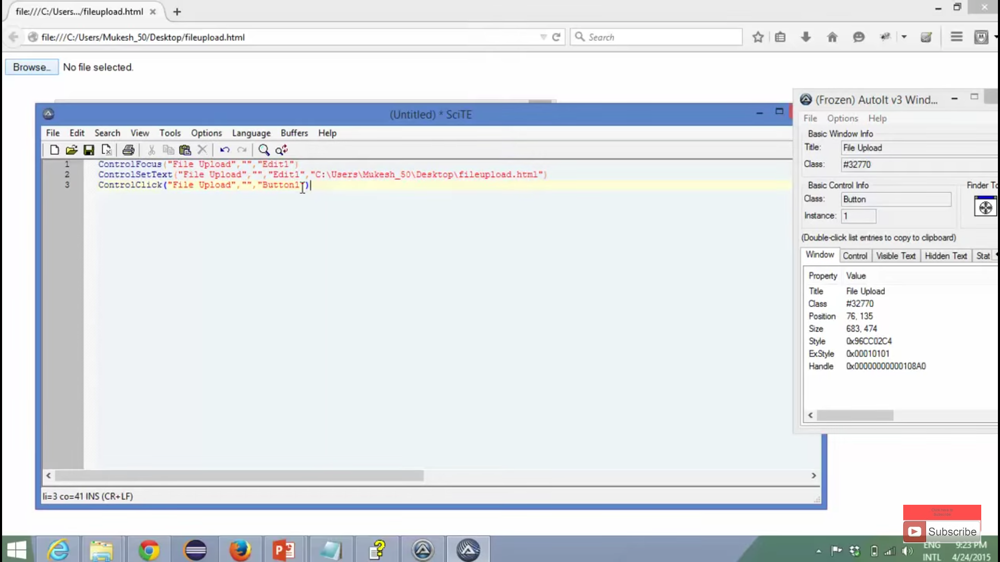 file:///C:/Users.../fileupload.html
file:///C:/Users/Mukesh_50/Desktop/fileupload.html
Search
Browse...
No file selected.
(Untitled) * SciTE
File Edit Search View Tools Options Language Buffers Help
1 ControlFocus("File Upload","","Edit1")
2 ControlSetText("File Upload","","Edit1","C:\Users\Mukesh_50\Desktop\fileupload.html")
3 ControlClick("File Upload","","Button1")
li=3 co=41 INS (CR+LF)
(Frozen) AutoIt v3 Wind...
File Options Help
Basic Window Info
Title: File Upload
Class: #32770
Basic Control Info
Finder To
Class: Button
Instance: 1
(Double-click list entries to copy to clipboard)
Window Control Visible Text Hidden Text Stat
Property Value
Title File Upload
Class #32770
Position 76, 135
Size 683, 474
Style 0x96CC02C4
ExStyle 0x00010101
Handle 0x00000000000108A0
Click here to
Subscribe
Subscribe
ENG
INTL
9:23 PM
4/24/2015